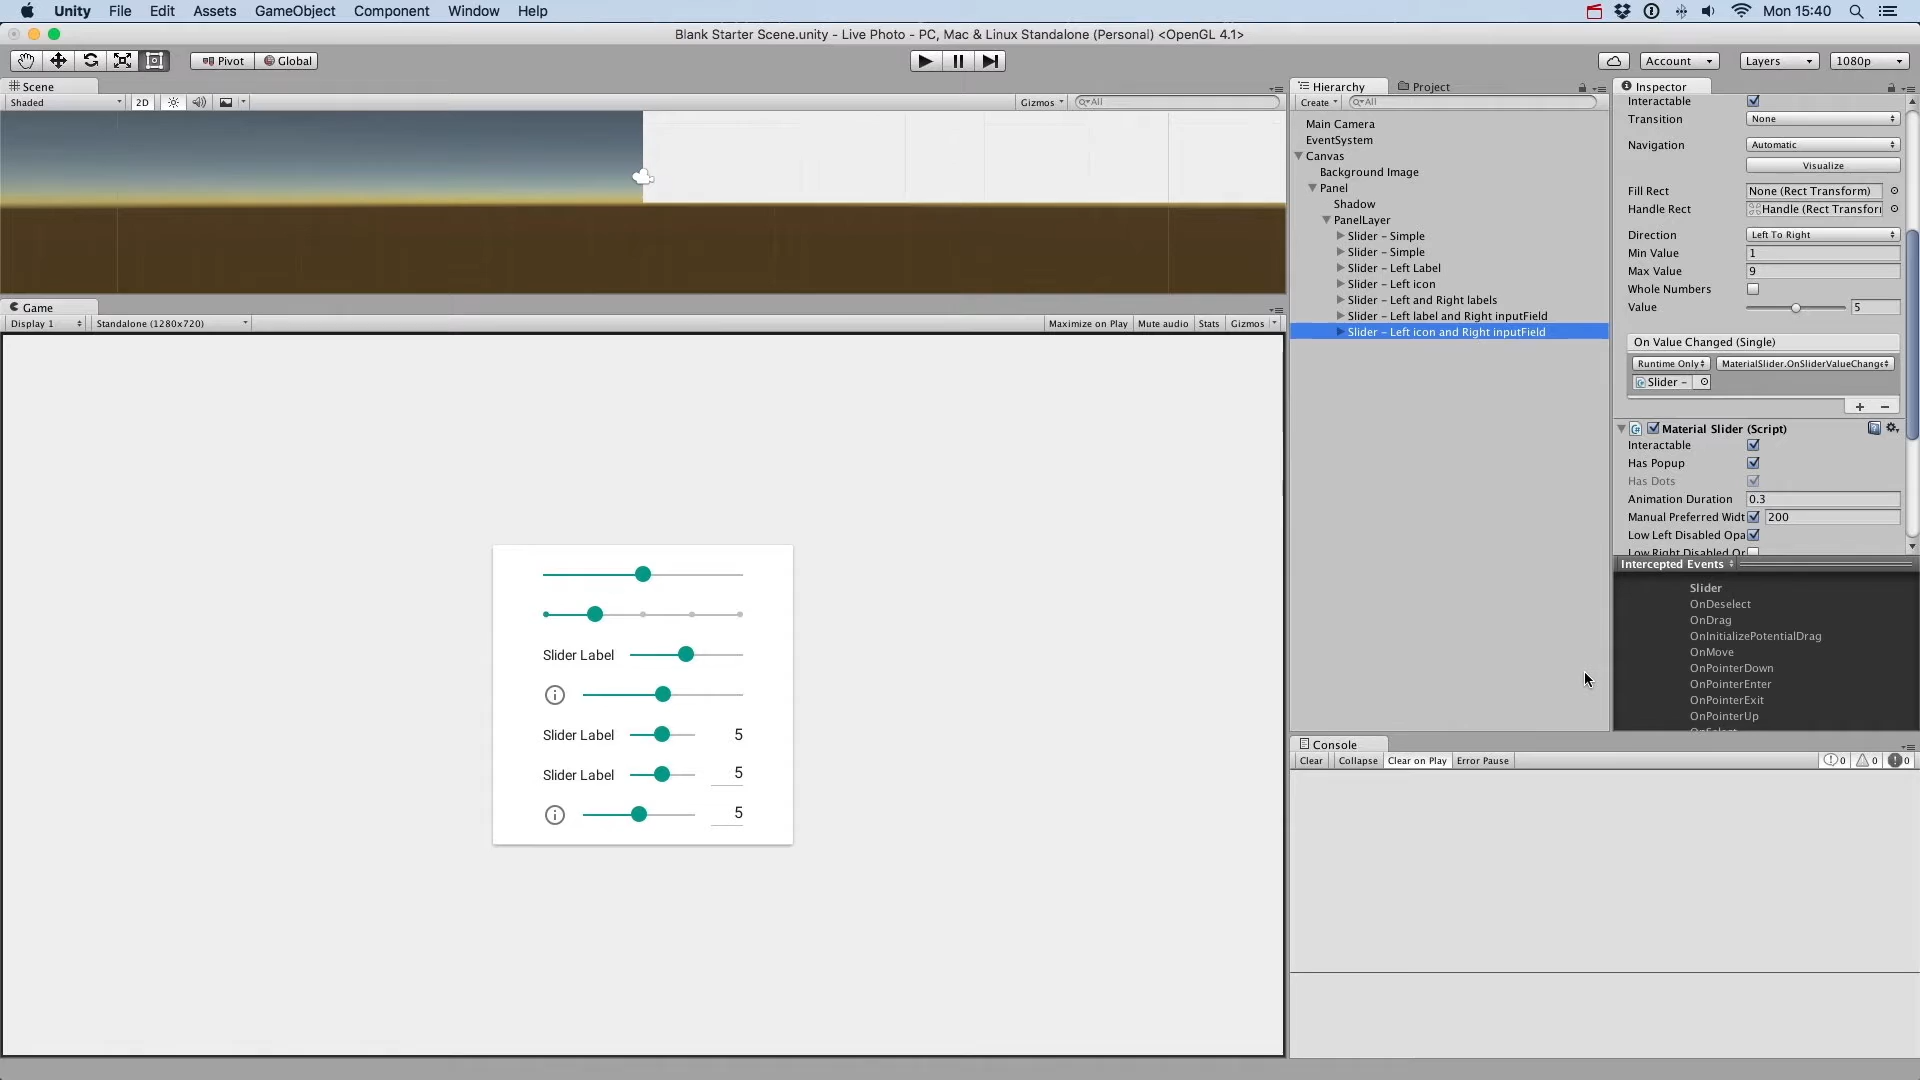 Unity File Edit Assets GameObject Component Window Help
Mon 15:40
Blank Starter Scene.unity - Live Photo - PC, Mac & Linux Standalone (Personal) <OpenGL 4.1>
Pivot Global
Account Layers 1080p
Scene
Shaded 2D Gizmos All
Game
Display 1 Standalone (1280x720) Maximize on Play Mute audio Stats Gizmos
Slider Label
Slider Label 5
Slider Label 5
5
Hierarchy Project
Create All
Main Camera
EventSystem
Canvas
Background Image
Panel
Shadow
PanelLayer
Slider – Simple
Slider – Simple
Slider – Left Label
Slider – Left icon
Slider – Left and Right labels
Slider – Left label and Right inputField
Slider – Left icon and Right inputField
Console
Clear Collapse Clear on Play Error Pause 0 0 0
Inspector
Interactable
Transition None
Navigation Automatic
Visualize
Fill Rect None (Rect Transform)
Handle Rect Handle (Rect Transform
Direction Left To Right
Min Value 1
Max Value 9
Whole Numbers
Value 5
On Value Changed (Single)
Runtime Only MaterialSlider.OnSliderValueChange
Slider –
Material Slider (Script)
Interactable
Has Popup
Has Dots
Animation Duration 0.3
Manual Preferred Widt 200
Low Left Disabled Opa
Low Right Disabled Op
Intercepted Events
Slider
OnDeselect
OnDrag
OnInitializePotentialDrag
OnMove
OnPointerDown
OnPointerEnter
OnPointerExit
OnPointerUp
OnSelect